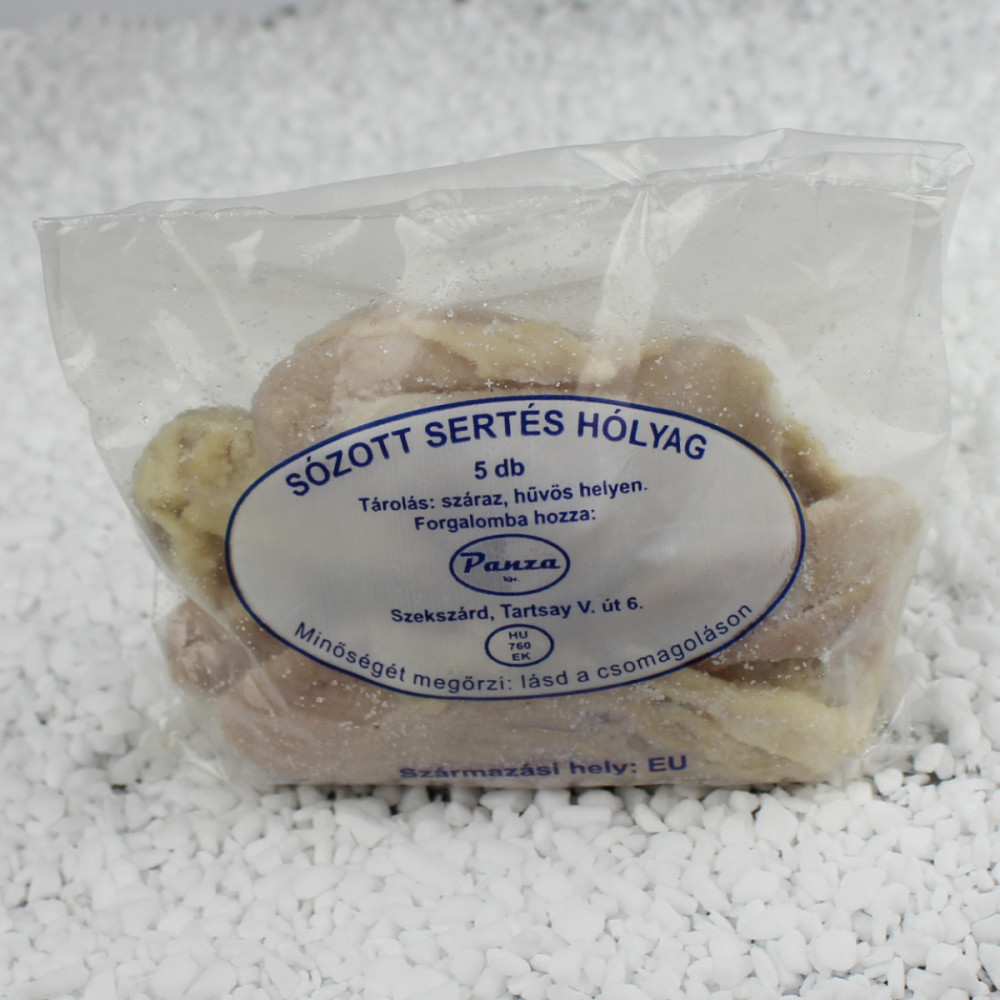 SÓZOTT SERTÉS HÓLYAG
5 db
Tárolás: száraz, hűvös helyen.
Forgalomba hozza:
Panza
Kft.
Szekszárd, Tartsay V. út 6.
HU
760
EK
Minőségét megőrzi: lásd a csomagoláson
Származási hely: EU